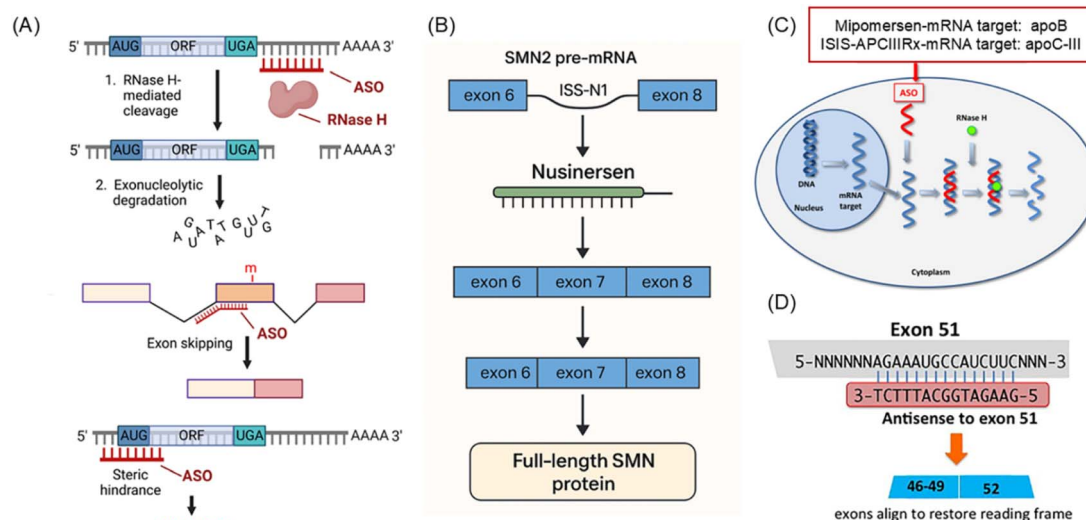 (A)
5' AUG ORF UGA AAAA 3'
1. RNase H-
mediated
cleavage
ASO
RNase H
AUG ORF UGA
5' AAAA 3'
2. Exonucleolytic
degradation
m
ASO
Exon skipping
5' AUG ORF UGA AAAA 3'
Steric
hindrance
ASO
(B)
SMN2 pre-mRNA
exon 6 ISS-N1 exon 8
Nusinersen
exon 6 exon 7 exon 8
exon 6 exon 7 exon 8
Full-length SMN
protein
(C)
Mipomersen-mRNA target: apoB
ISIS-APCIIIRx-mRNA target: apoC-III
ASO
RNase H
DNA
mRNA
target
Nucleus
Cytoplasm
(D)
Exon 51
5-NNNNNNAGAAAUGCCAUCUUCNNN-3
3-TCTTTACGGTAGAAG-5
Antisense to exon 51
46-49 52
exons align to restore reading frame